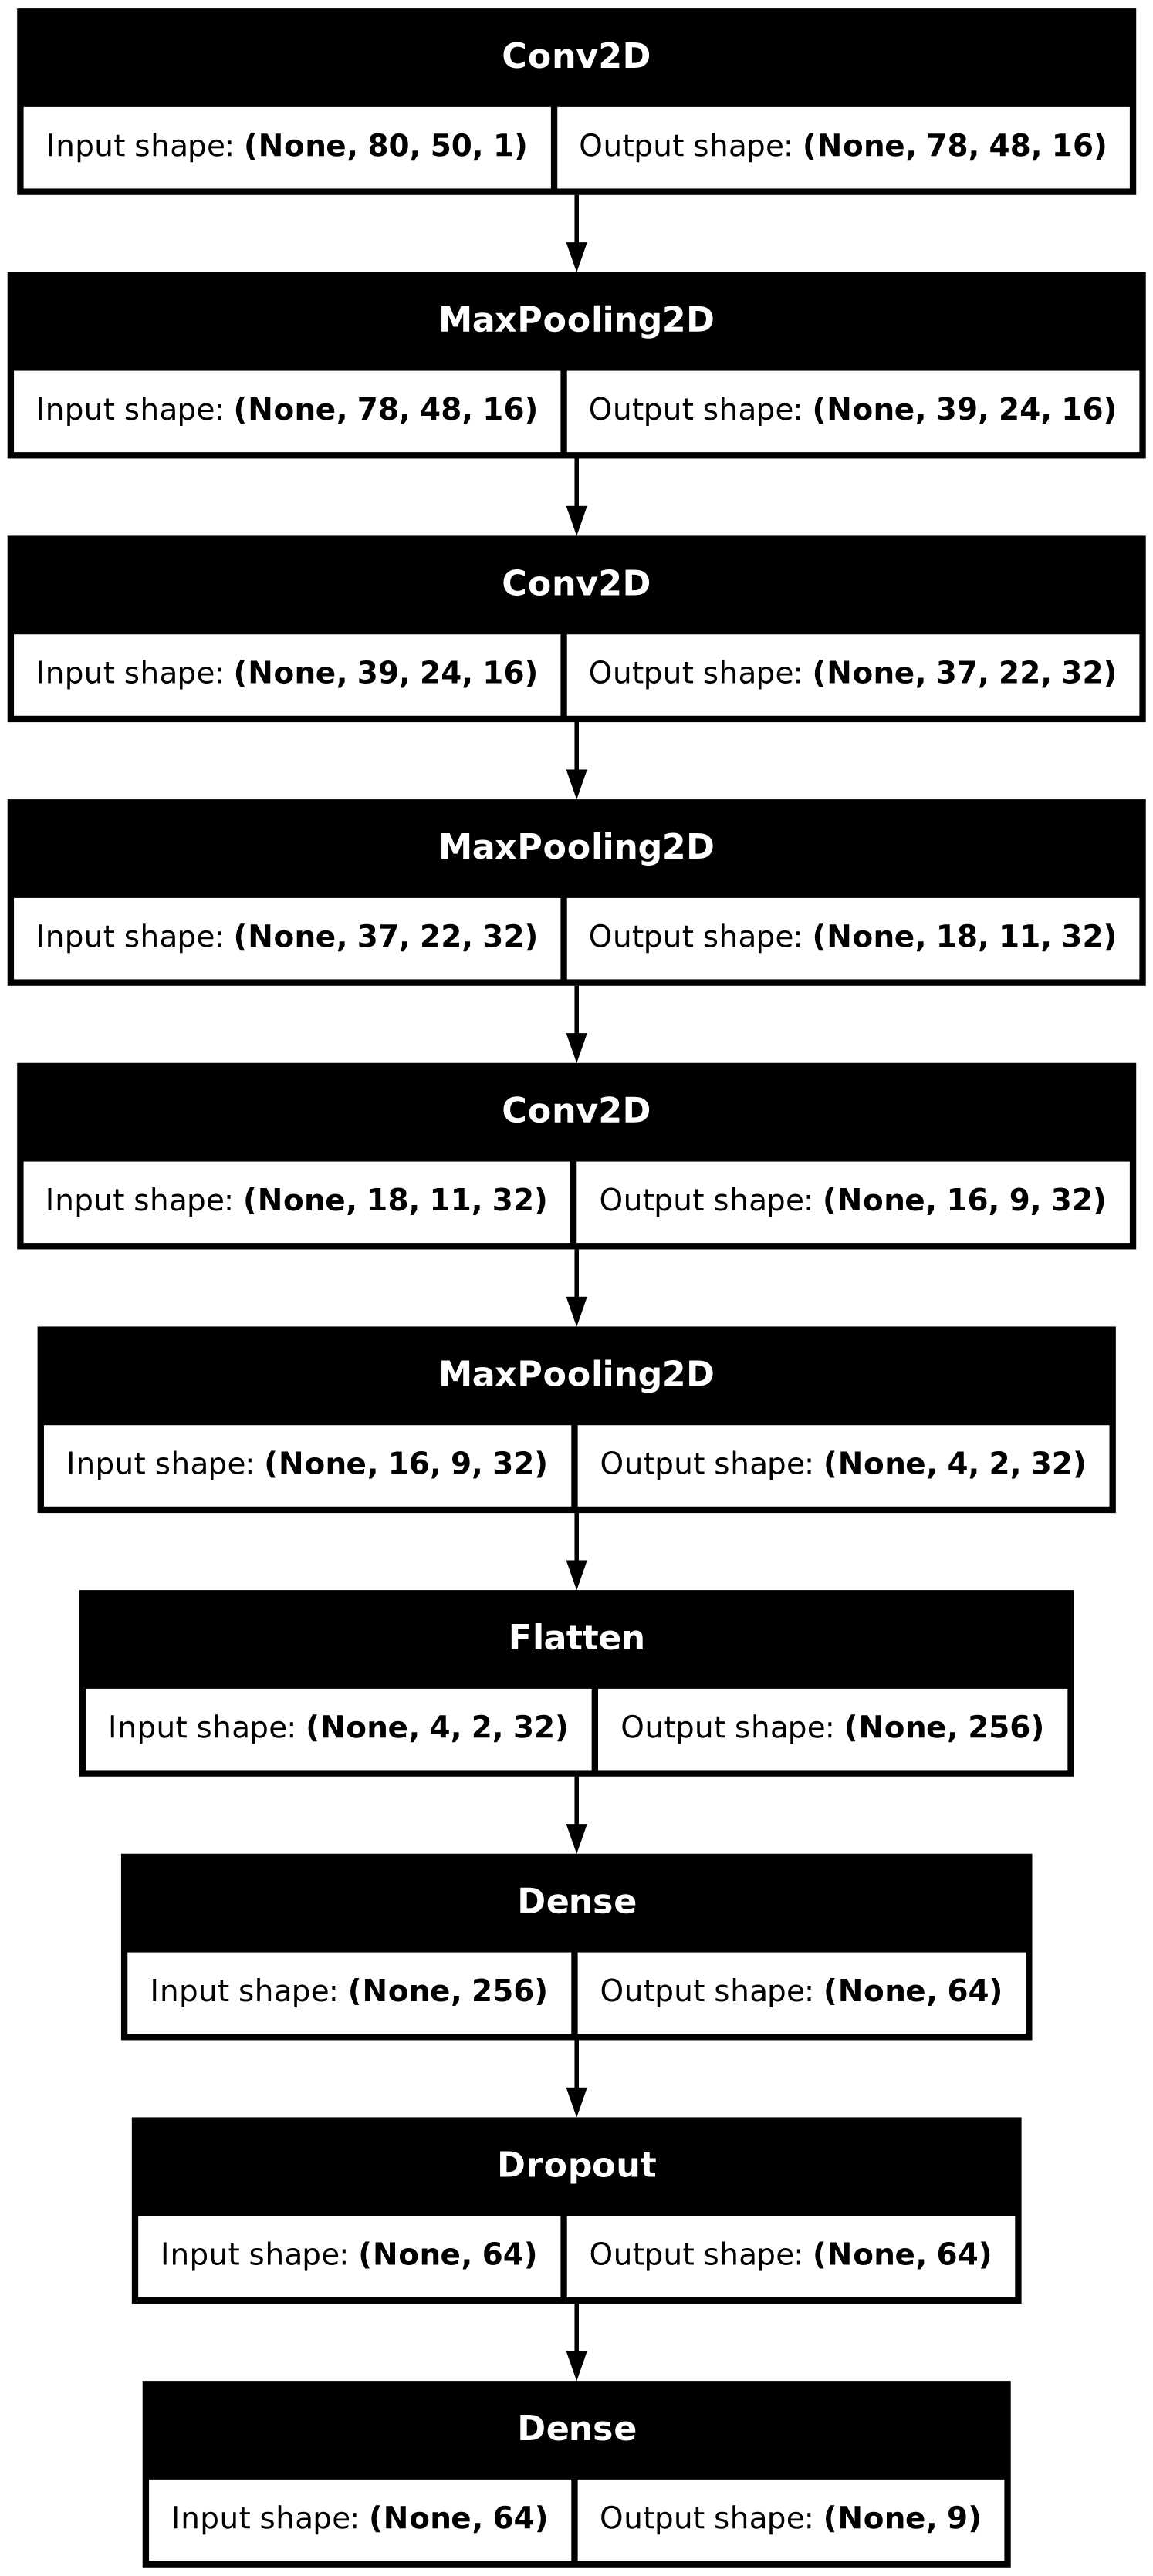 Conv2D
Input shape: (None, 80, 50, 1) Output shape: (None, 78, 48, 16)
MaxPooling2D
Input shape: (None, 78, 48, 16) Output shape: (None, 39, 24, 16)
Conv2D
Input shape: (None, 39, 24, 16) Output shape: (None, 37, 22, 32)
MaxPooling2D
Input shape: (None, 37, 22, 32) Output shape: (None, 18, 11, 32)
Conv2D
Input shape: (None, 18, 11, 32) Output shape: (None, 16, 9, 32)
MaxPooling2D
Input shape: (None, 16, 9, 32) Output shape: (None, 4, 2, 32)
Flatten
Input shape: (None, 4, 2, 32) Output shape: (None, 256)
Dense
Input shape: (None, 256) Output shape: (None, 64)
Dropout
Input shape: (None, 64) Output shape: (None, 64)
Dense
Input shape: (None, 64) Output shape: (None, 9)